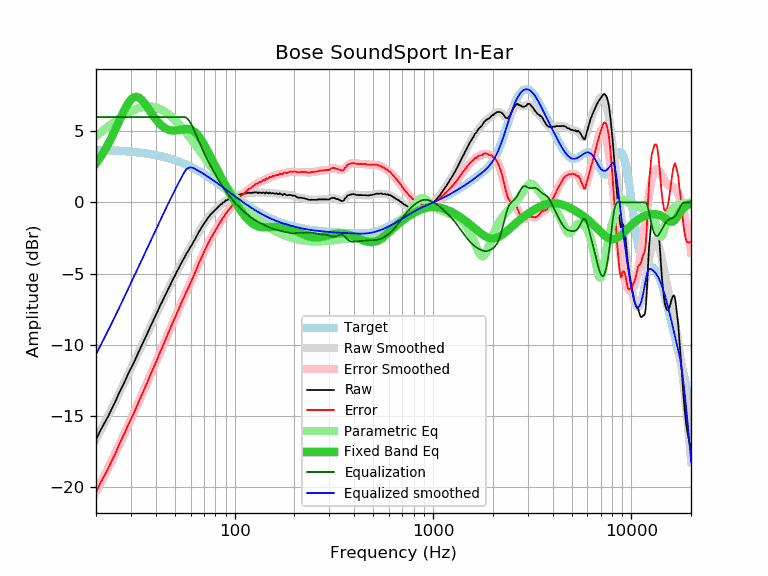 Bose SoundSport In-Ear
Amplitude (dBr)
5
0
−5
−10
−15
−20
Target
Raw Smoothed
Error Smoothed
Raw
Error
Parametric Eq
Fixed Band Eq
Equalization
Equalized smoothed
100
1000
10000
Frequency (Hz)